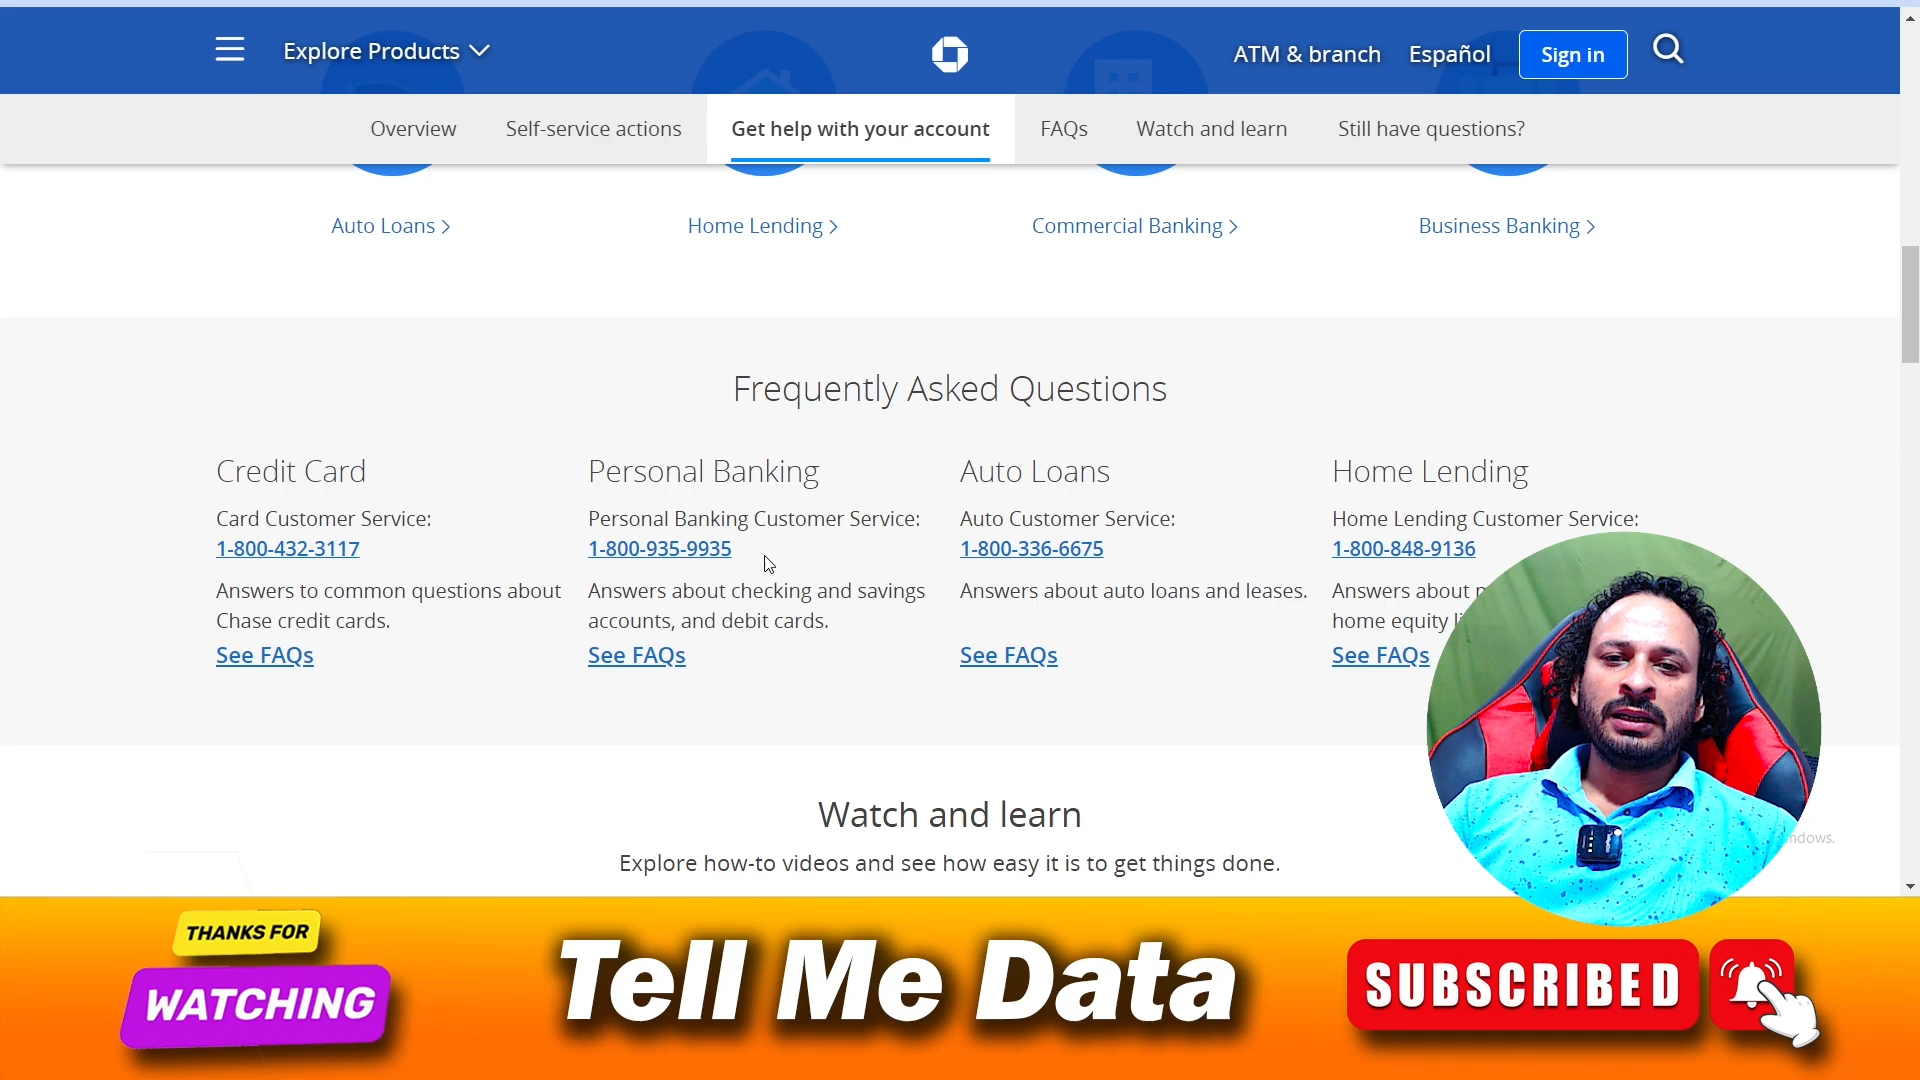 Explore Products
ATM & branch
Español
Sign in
Overview
Self-service actions
Get help with your account
FAQs
Watch and learn
Still have questions?
Auto Loans
Home Lending
Commercial Banking
Business Banking
Frequently Asked Questions
Credit Card
Card Customer Service:
1-800-432-3117
Answers to common questions about
Chase credit cards.
See FAQs
Personal Banking
Personal Banking Customer Service:
1-800-935-9935
Answers about checking and savings
accounts, and debit cards.
See FAQs
Auto Loans
Auto Customer Service:
1-800-336-6675
Answers about auto loans and leases.
See FAQs
Home Lending
Home Lending Customer Service:
1-800-848-9136
Answers about
home equity
See FAQs
Watch and learn
Explore how-to videos and see how easy it is to get things done.
THANKS FOR
WATCHING
Tell Me Data
SUBSCRIBED